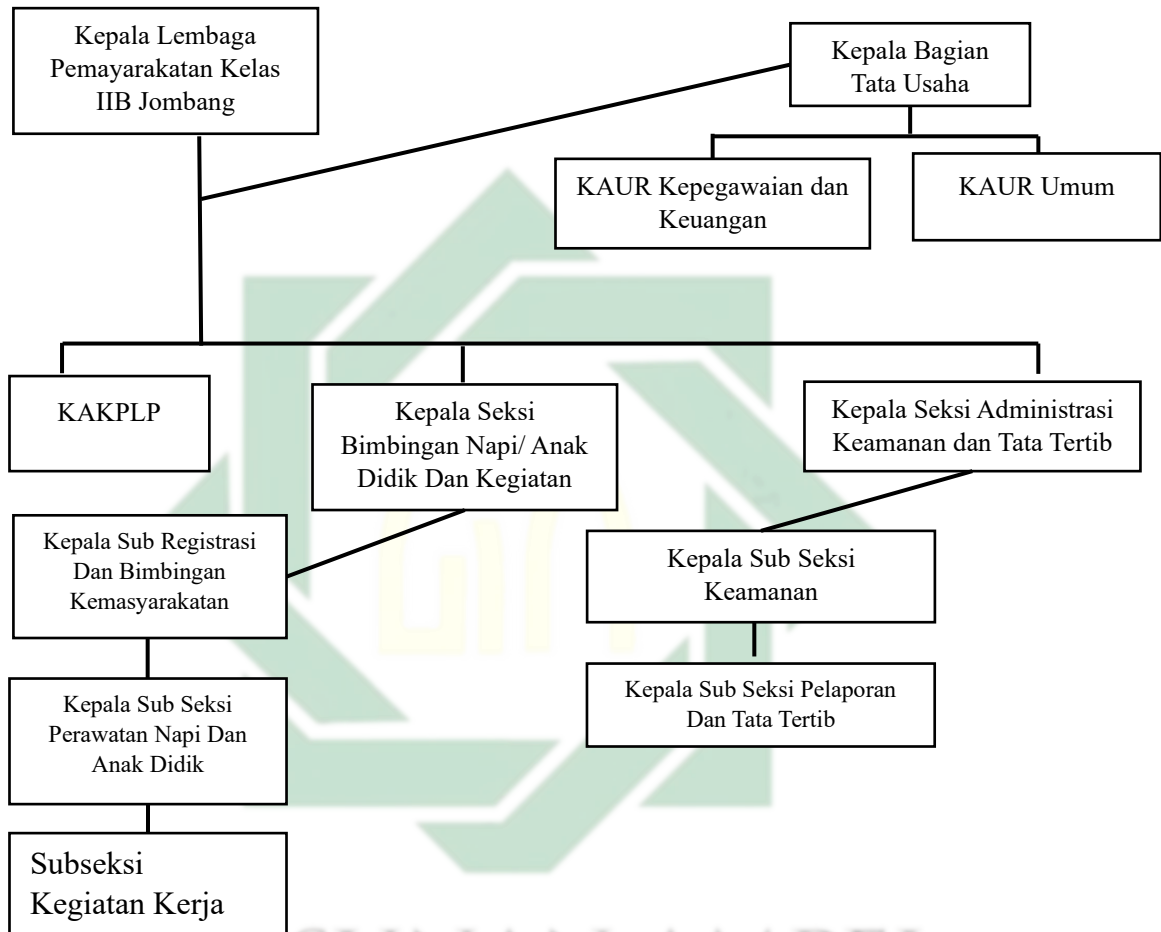 Kepala Lembaga
Pemayarakatan Kelas
IIB Jombang
Kepala Bagian
Tata Usaha
KAUR Kepegawaian dan
Keuangan
KAUR Umum
KAKPLP
Kepala Seksi
Bimbingan Napi/ Anak
Didik Dan Kegiatan
Kepala Seksi Administrasi
Keamanan dan Tata Tertib
Kepala Sub Registrasi
Dan Bimbingan
Kemasyarakatan
Kepala Sub Seksi
Keamanan
Kepala Sub Seksi
Perawatan Napi Dan
Anak Didik
Kepala Sub Seksi Pelaporan
Dan Tata Tertib
Subseksi
Kegiatan Kerja